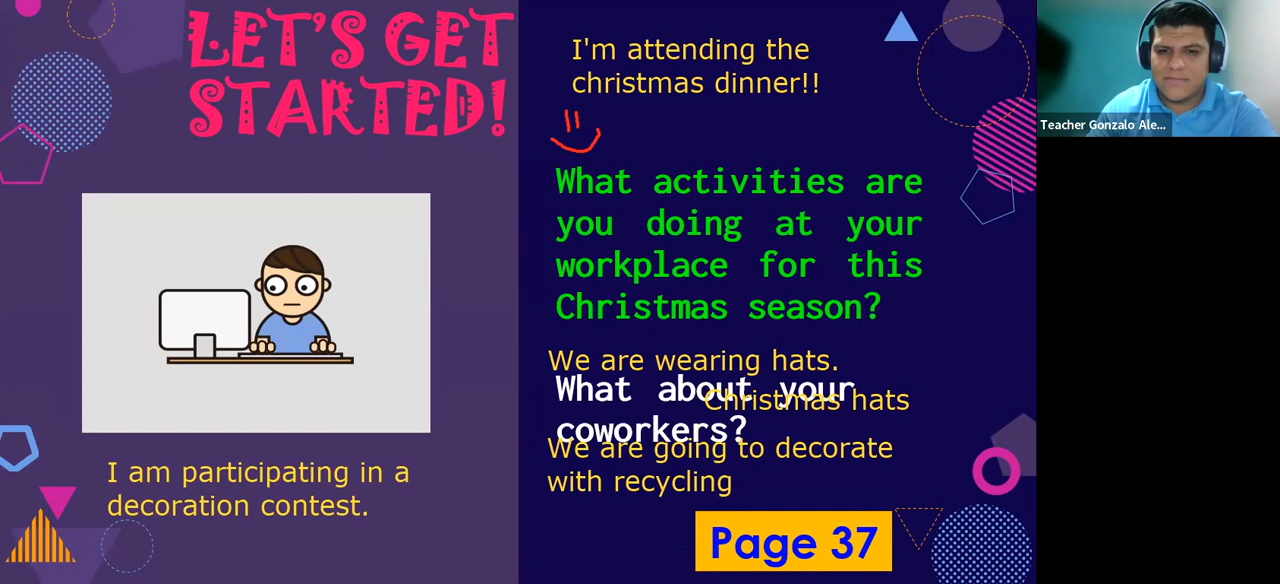 LET'S GET
STARTED!
I am participating in a
decoration contest.
I'm attending the
christmas dinner!!
What activities are
you doing at your
workplace for this
Christmas season?
We are wearing hats.
What about your
Christmas hats
coworkers?
We are going to decorate
with recycling
Page 37
Teacher Gonzalo Ale...